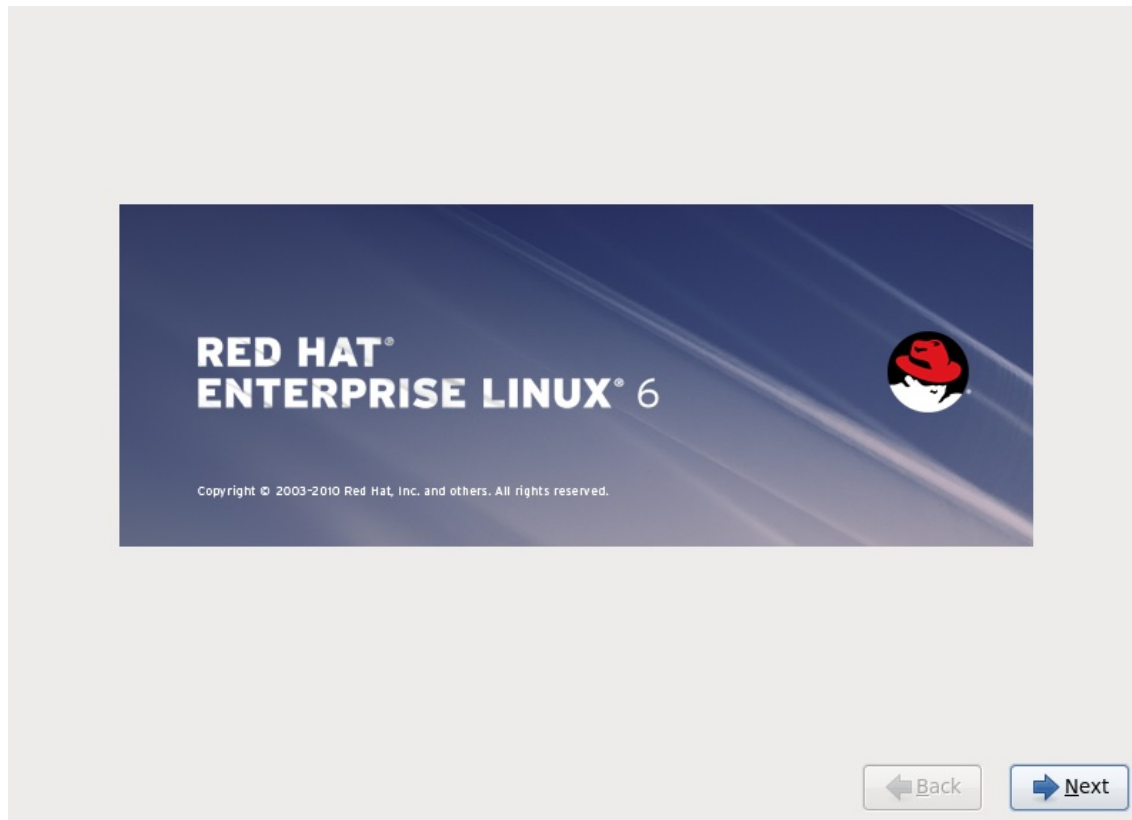 RED HAT®
ENTERPRISE LINUX® 6
Copyright © 2003-2010 Red Hat, Inc. and others. All rights reserved.
Back
Next